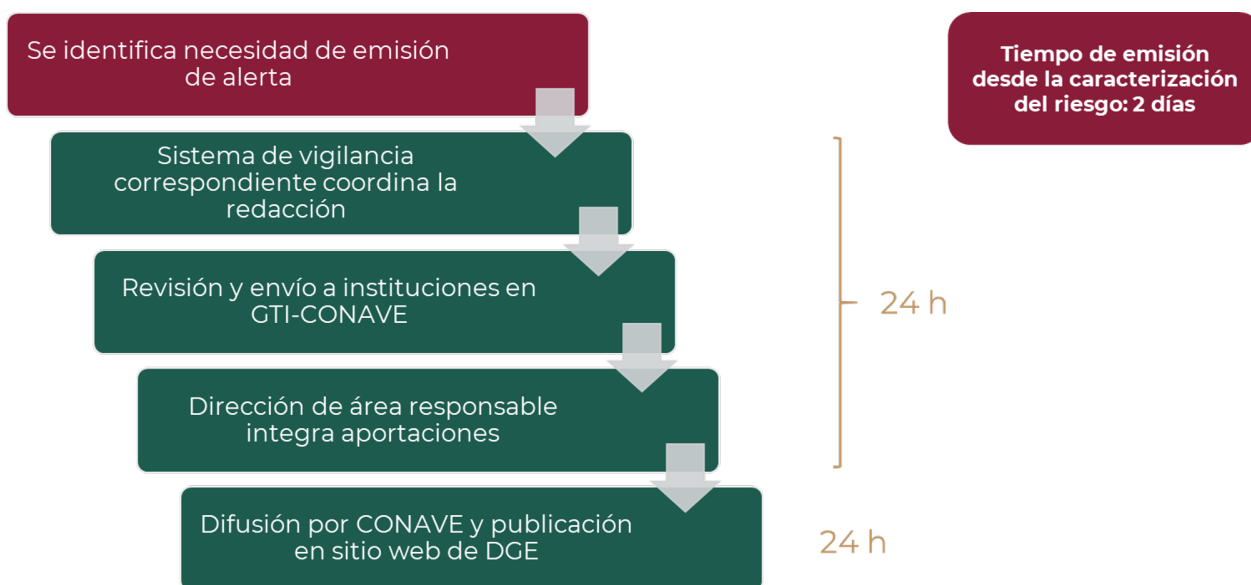 Se identifica necesidad de emisión
de alerta
Tiempo de emisión
desde la caracterización
del riesgo: 2 días
Sistema de vigilancia
correspondiente coordina la
redacción
Revisión y envío a instituciones en
GTI-CONAVE
24 h
Dirección de área responsable
integra aportaciones
Difusión por CONAVE y publicación
en sitio web de DGE
24 h